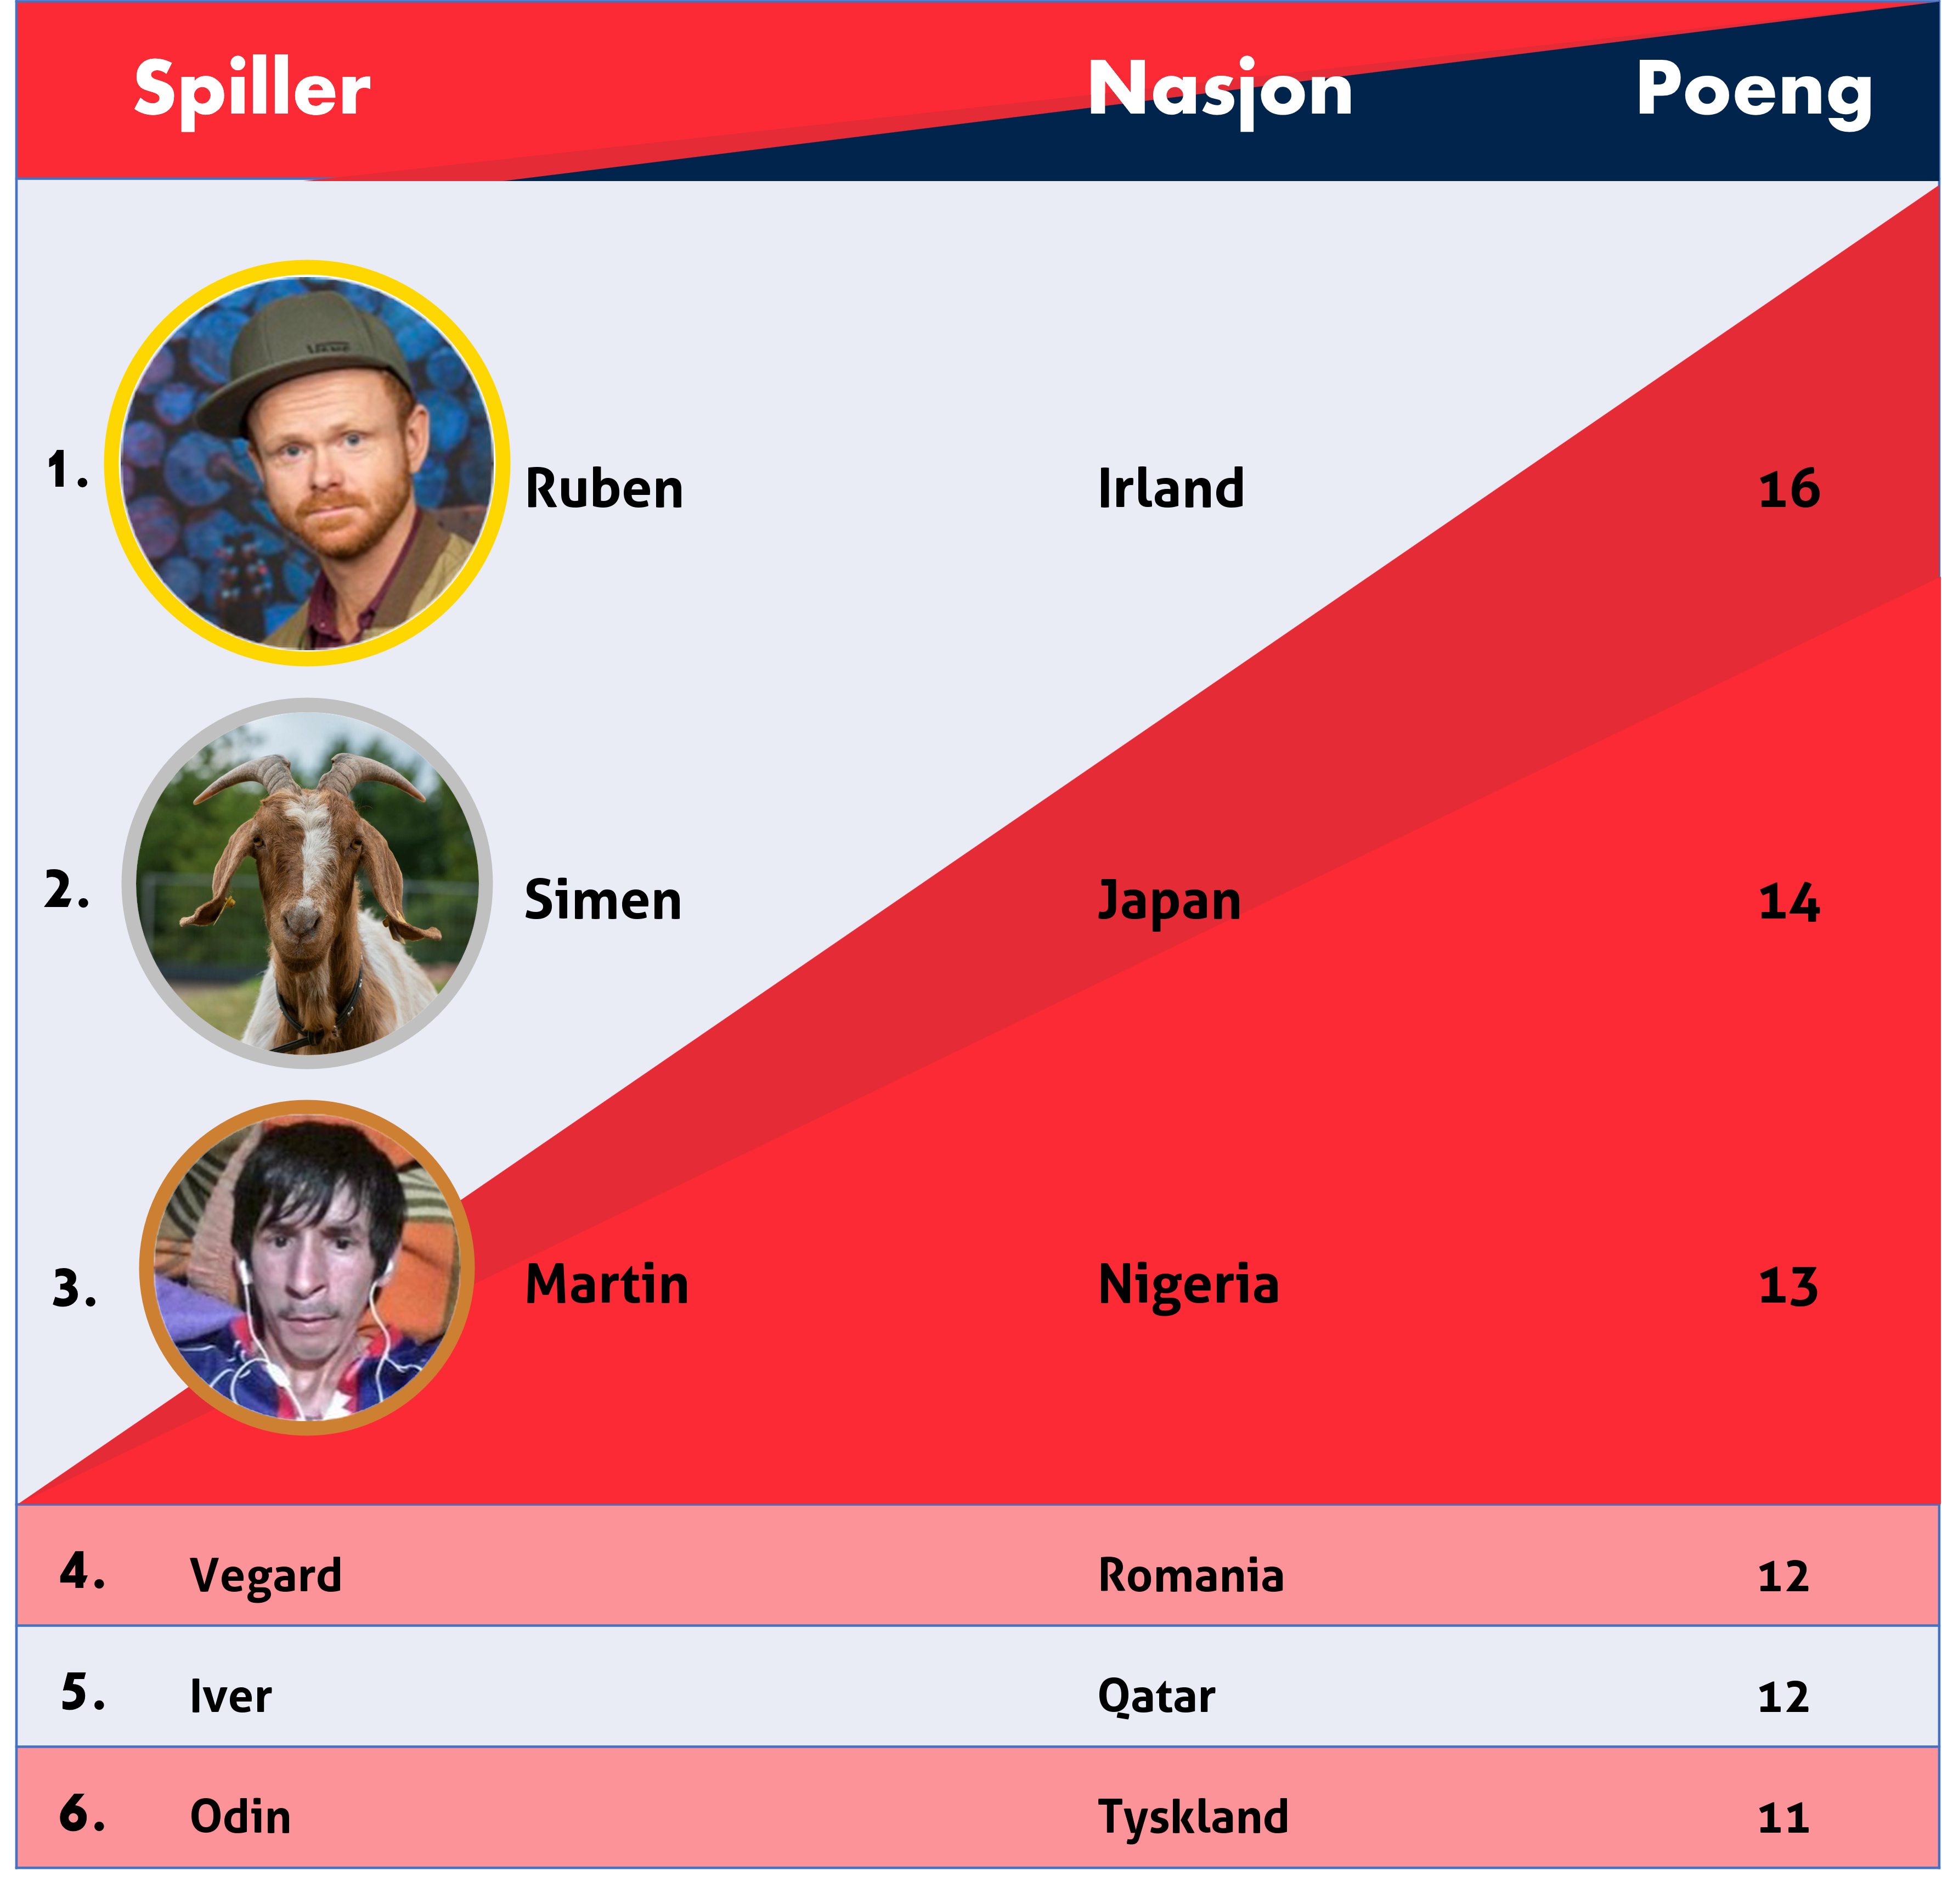 Spiller Nasjon Poeng
1. Ruben Irland 16
2. Simen Japan 14
3. Martin Nigeria 13
4. Vegard Romania 12
5. Iver Qatar 12
6. Odin Tyskland 11